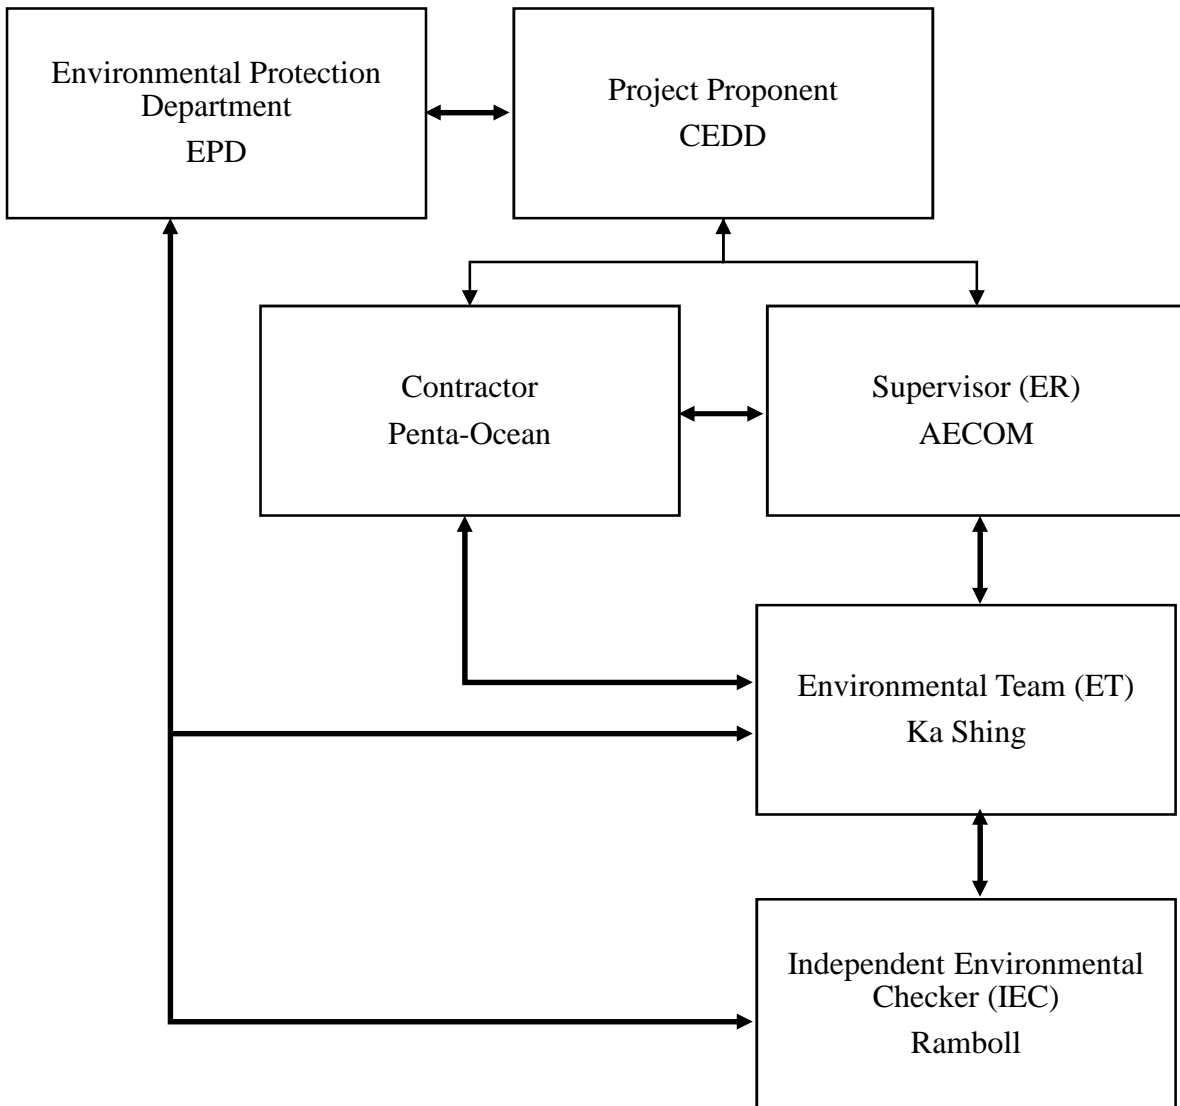 Environmental Protection
Department
EPD
Project Proponent
CEDD
Contractor
Penta-Ocean
Supervisor (ER)
AECOM
Environmental Team (ET)
Ka Shing
Independent Environmental
Checker (IEC)
Ramboll